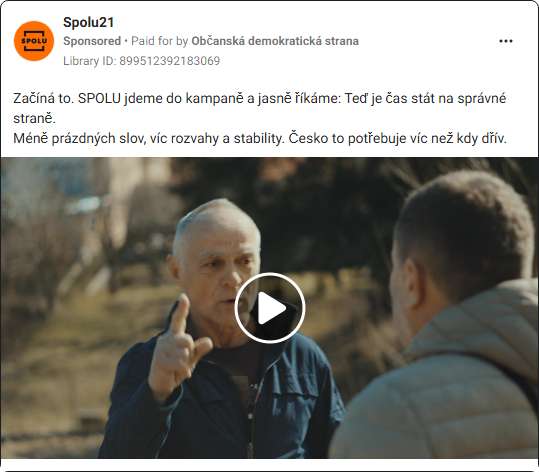 Spolu21
Sponsored • Paid for by Občanská demokratická strana
Library ID: 899512392183069
SPOLU
Začíná to. SPOLU jdeme do kampaně a jasně říkáme: Teď je čas stát na správné
straně.
Méně prázdných slov, víc rozvahy a stability. Česko to potřebuje víc než kdy dřív.